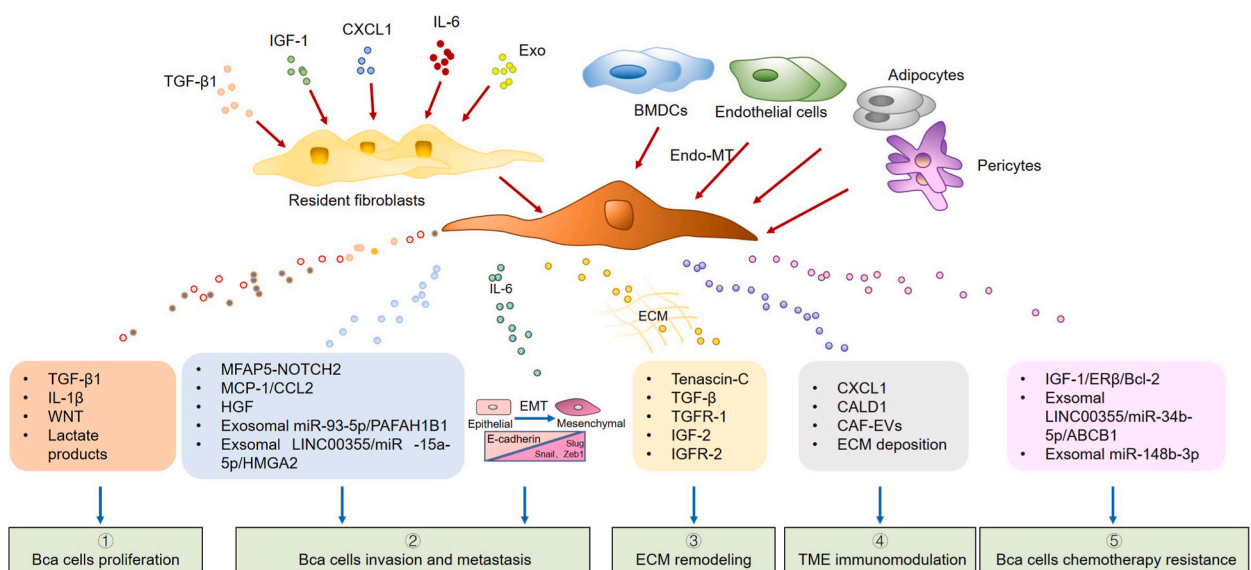 TGF-β1
IGF-1
CXCL1
IL-6
Exo
BMDCs
Endothelial cells
Adipocytes
Pericytes
Endo-MT
Resident fibroblasts
IL-6
ECM
• TGF-β1
• IL-1β
• WNT
• Lactate
products
• MFAP5-NOTCH2
• MCP-1/CCL2
• HGF
• Exosomal miR-93-5p/PAFAH1B1
• Exsomal LINC00355/miR -15a-
5p/HMGA2
EMT
Epithelial
Mesenchymal
E-cadherin
Slug
Snail, Zeb1
• Tenascin-C
• TGF-β
• TGFR-1
• IGF-2
• IGFR-2
• CXCL1
• CALD1
• CAF-EVs
• ECM deposition
• IGF-1/ERβ/Bcl-2
• Exsomal
LINC00355/miR-34b-
5p/ABCB1
• Exsomal miR-148b-3p
①
Bca cells proliferation
②
Bca cells invasion and metastasis
③
ECM remodeling
④
TME immunomodulation
⑤
Bca cells chemotherapy resistance